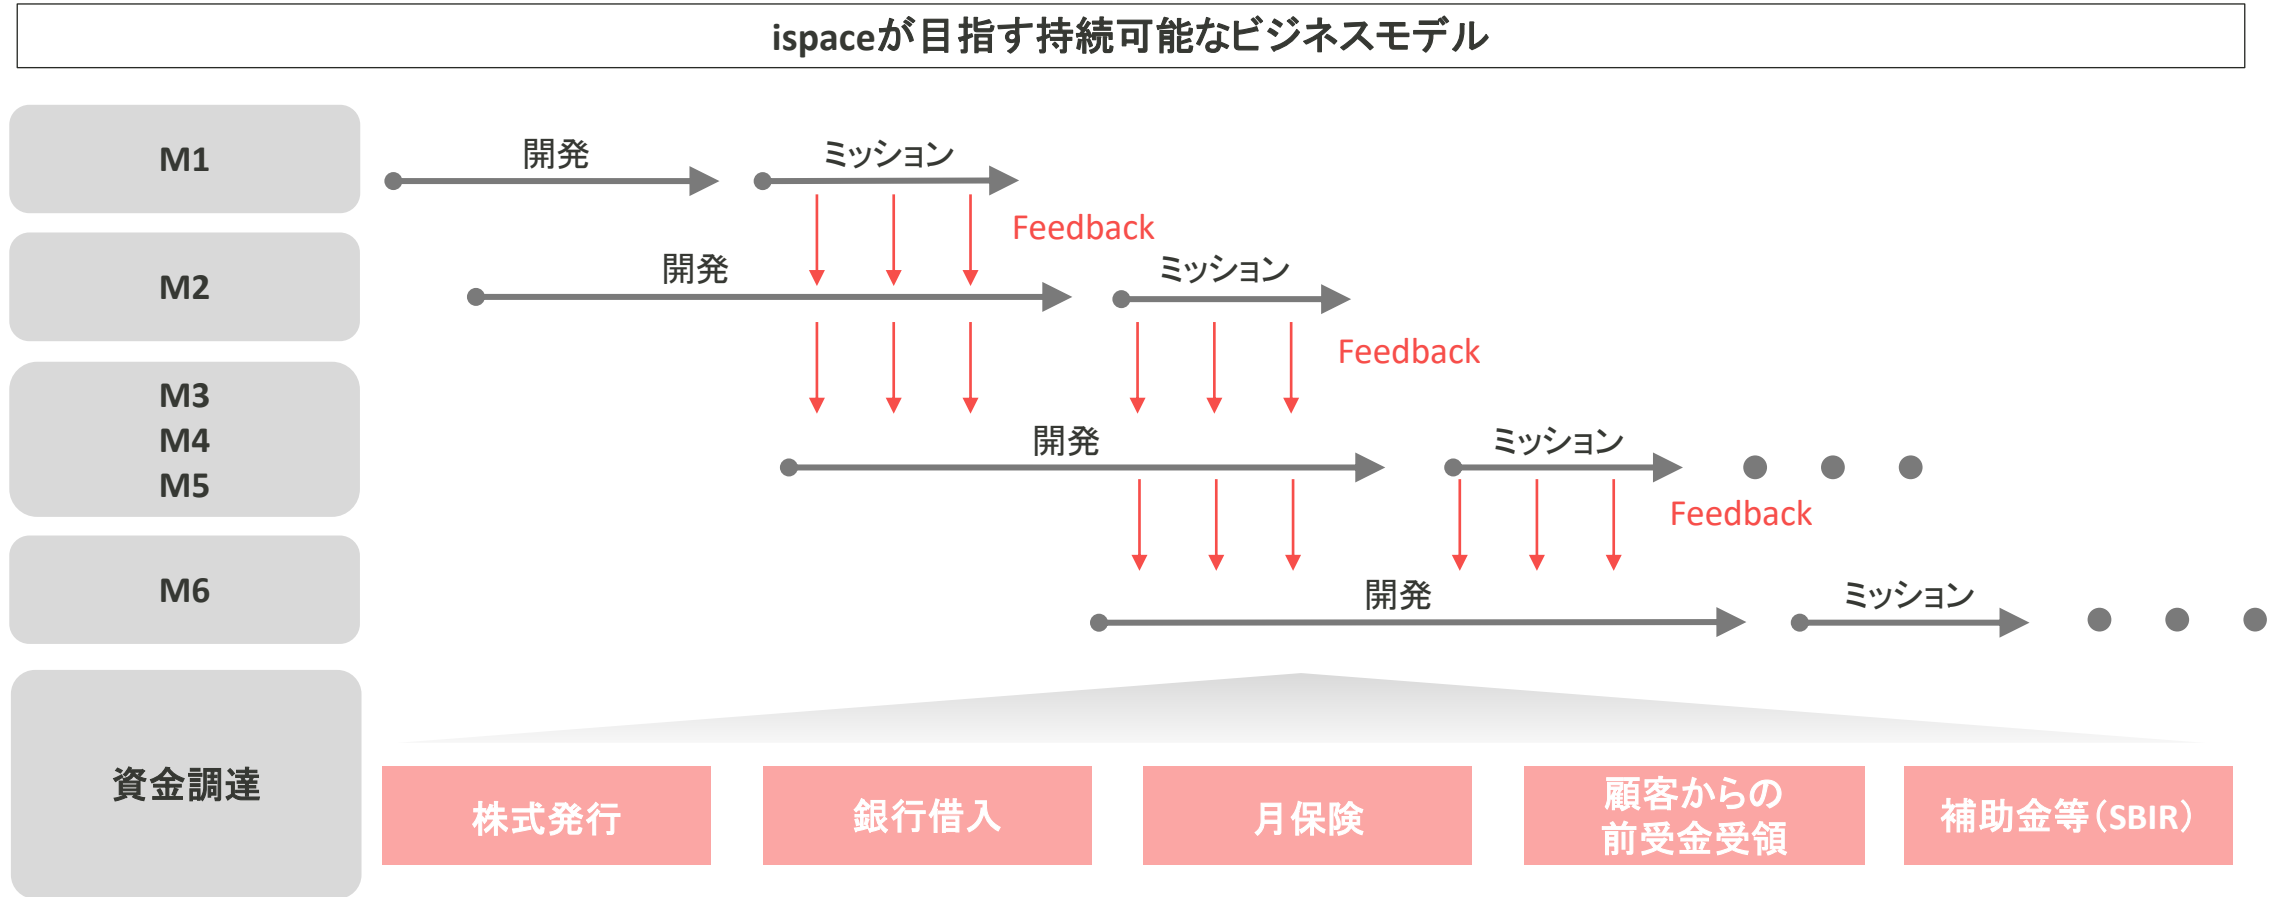 ispaceが目指す持続可能なビジネスモデル
M1
開発
ミッション
Feedback
M2
開発
ミッション
Feedback
M3
M4
M5
開発
ミッション
Feedback
M6
開発
ミッション
資金調達
株式発行
銀行借入
月保険
顧客からの
前受金受領
補助金等（SBIR）